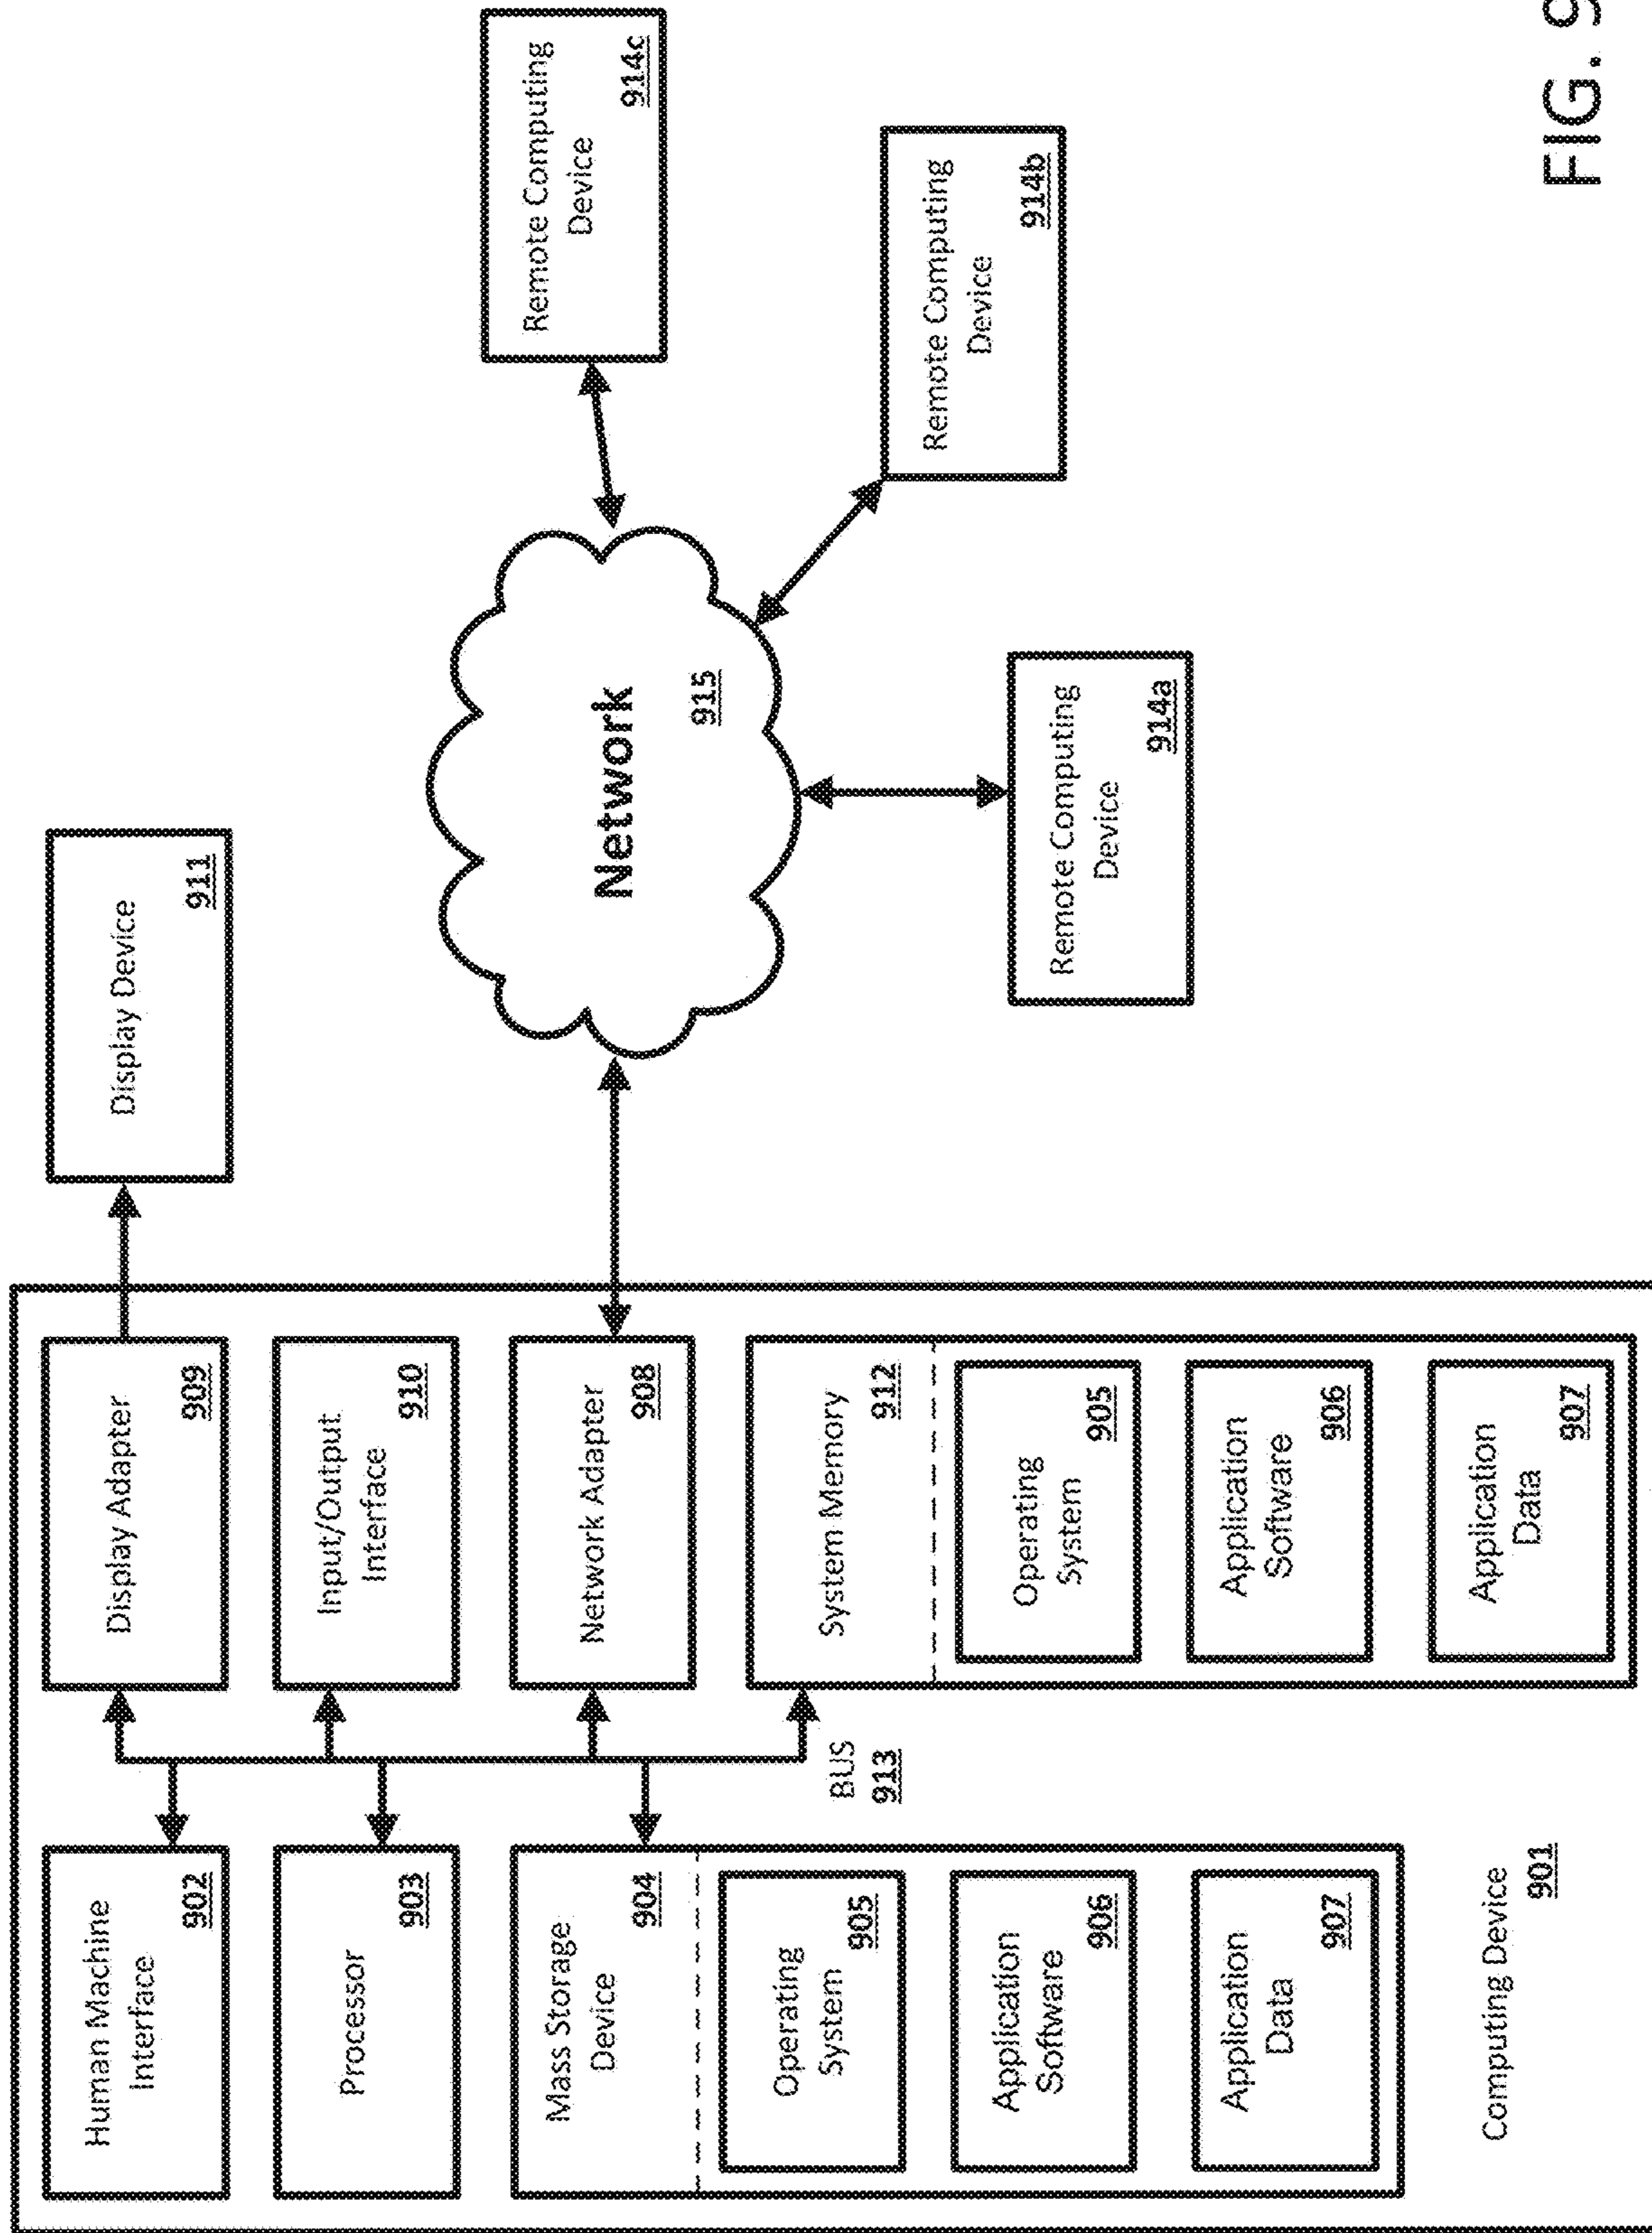 Human Machine
Interface
902
Processor
903
Mass Storage
Device
904
Operating
System
905
Application
Software
906
Application
Data
907
Computing Device
901
BUS
913
Display Adapter
909
Input/Output
Interface
910
Network Adapter
908
System Memory
912
Operating
System
905
Application
Software
906
Application
Data
907
Display Device
911
Network
915
Remote Computing
Device
914a
Remote Computing
Device
914b
Remote Computing
Device
914c
FIG. 9